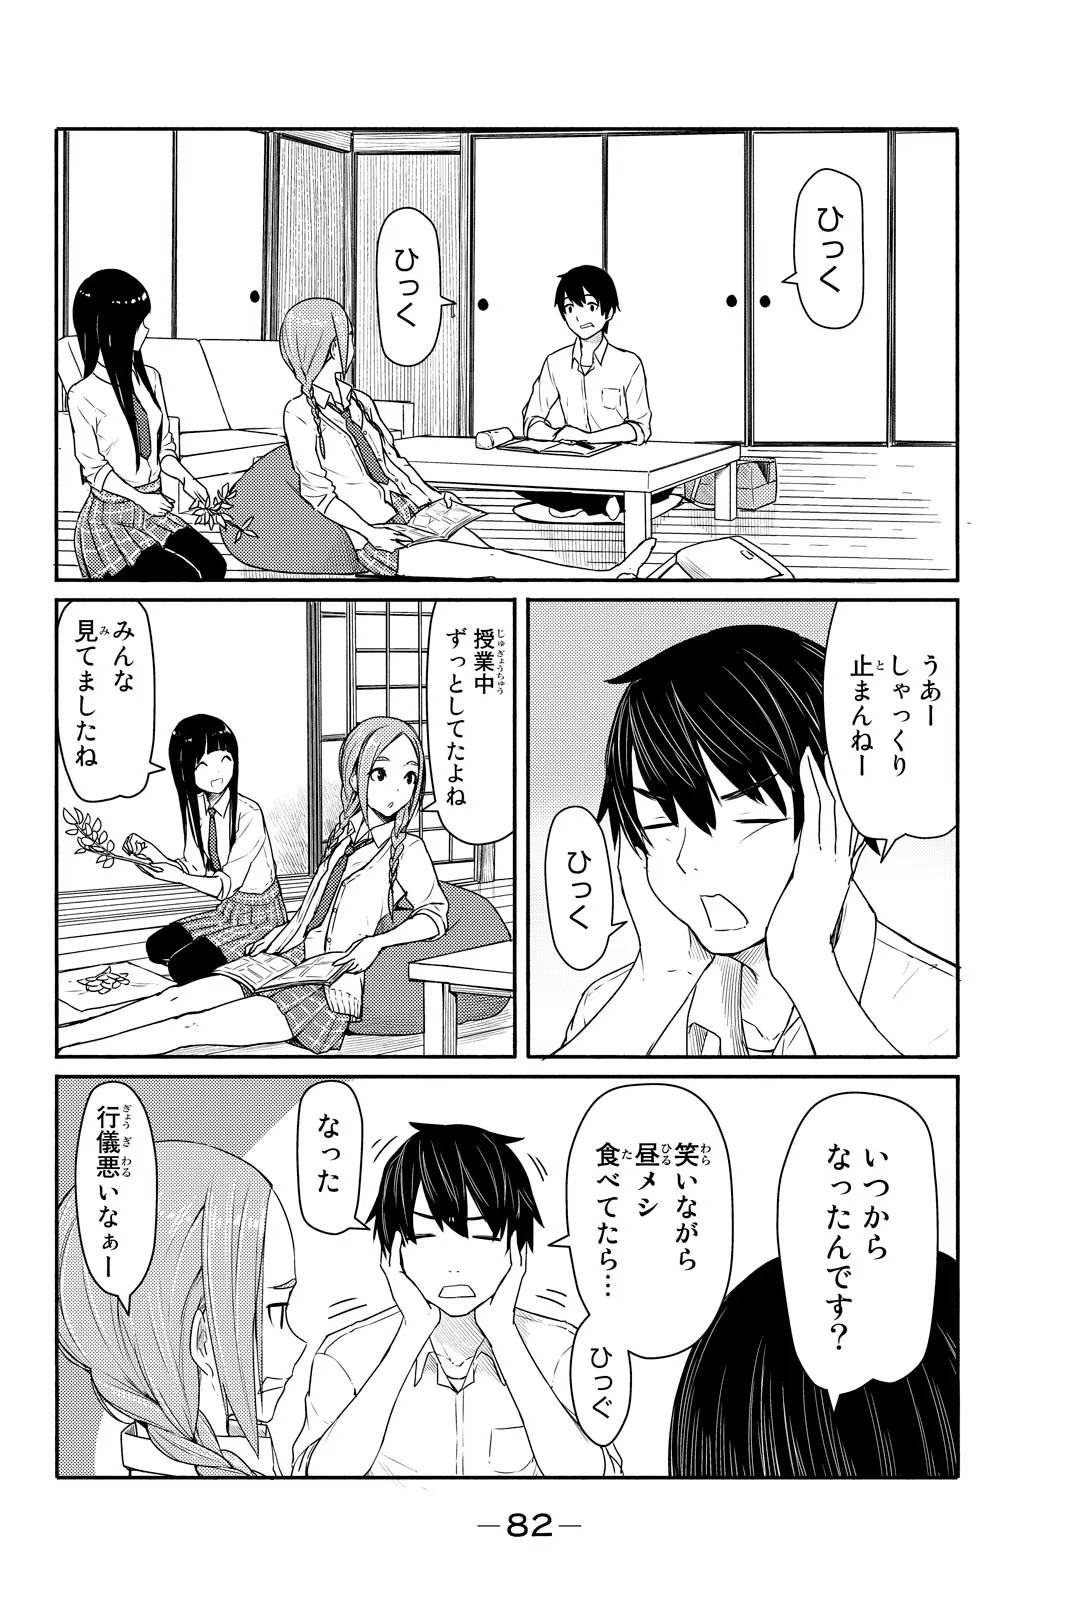 ひっく
ひっく
うあー
しゃっくり
止まんねー
ひっく
授業中
ずっとしてたよね
みんな
見てましたね
いつから
なったんです?
笑いながら
昼メシ
食べてたら…
ひっぐ
なった
行儀悪いなぁー
—82—